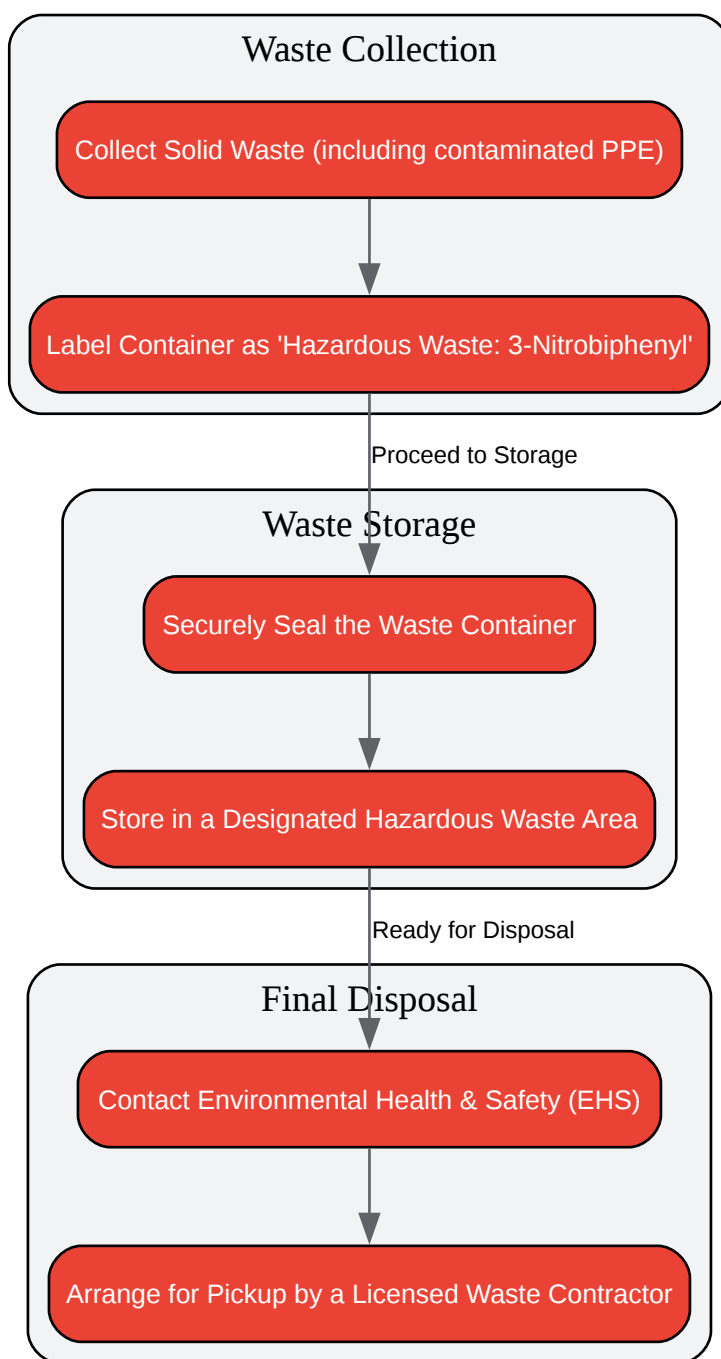 Waste Collection
Collect Solid Waste (including contaminated PPE)
Label Container as 'Hazardous Waste: 3-Nitrobiphenyl'
Proceed to Storage
Waste Storage
Securely Seal the Waste Container
Store in a Designated Hazardous Waste Area
Ready for Disposal
Final Disposal
Contact Environmental Health & Safety (EHS)
Arrange for Pickup by a Licensed Waste Contractor